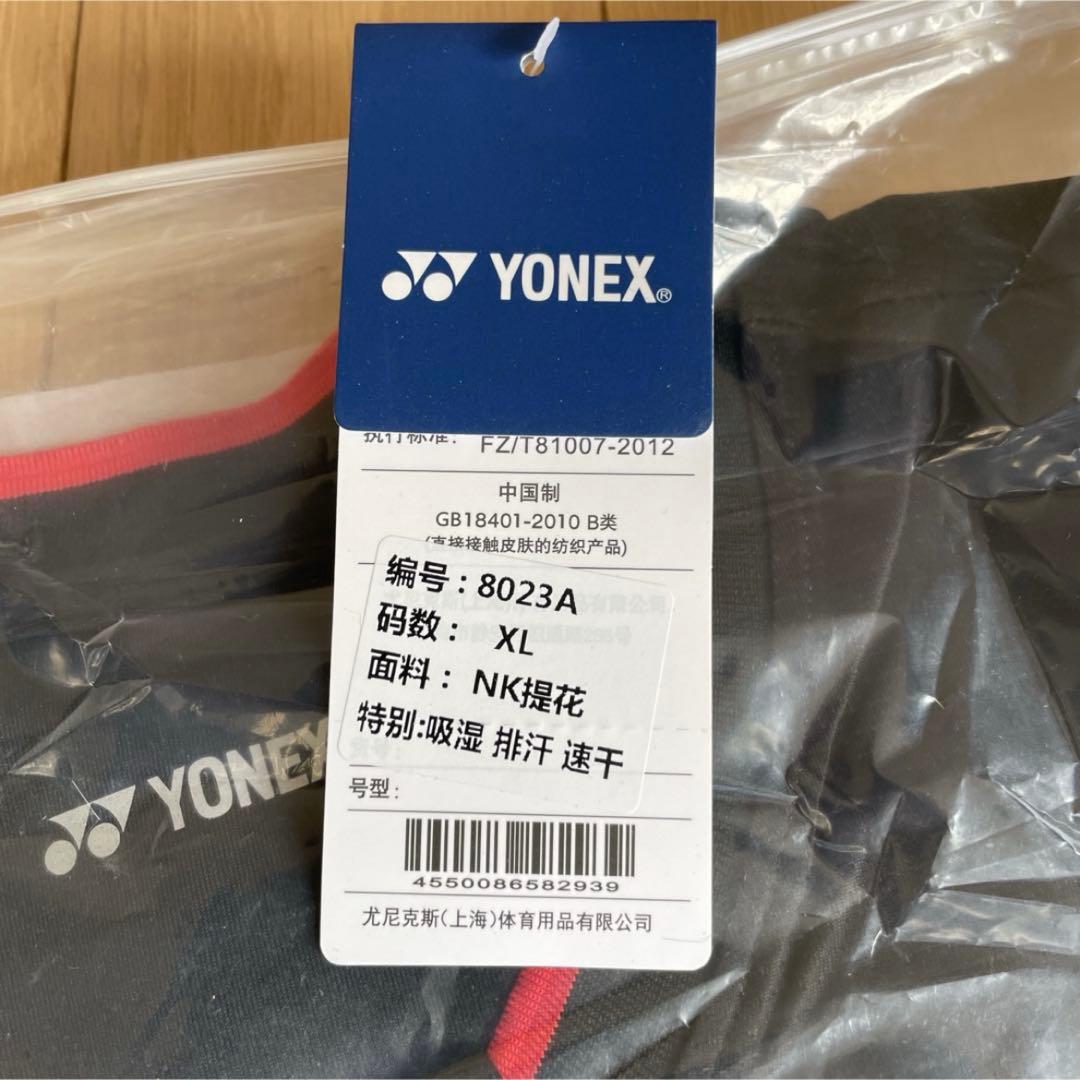 YONEX®
执行标准: FZ/T81007-2012
中国制
GB18401-2010 B类
(直接接触皮肤的纺织产品)
编号:8023A
码数: XL
面料: NK提花
特别:吸湿 排汗 速干
号型:
4550086582939
尤尼克斯(上海)体育用品有限公司
YONEX